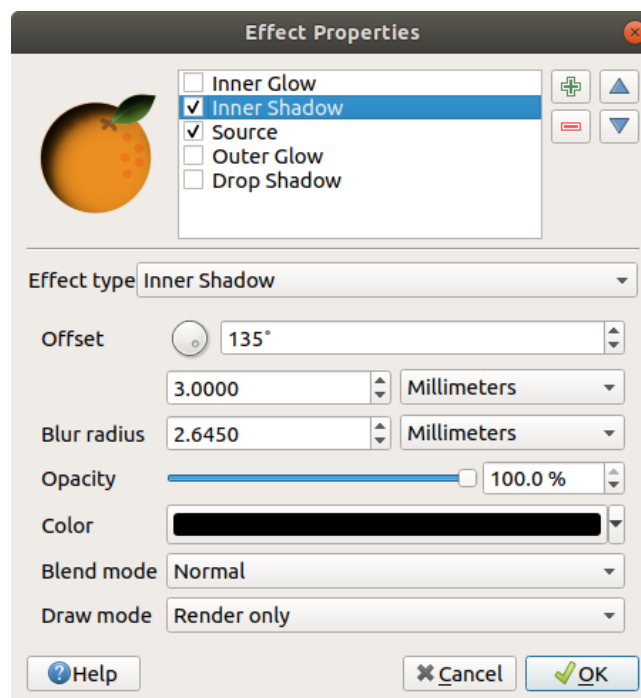 Effect Properties
Inner Glow
Inner Shadow
Source
Outer Glow
Drop Shadow
Effect type Inner Shadow
Offset 135°
3.0000 Millimeters
Blur radius 2.6450 Millimeters
Opacity 100.0 %
Color
Blend mode Normal
Draw mode Render only
Help Cancel OK